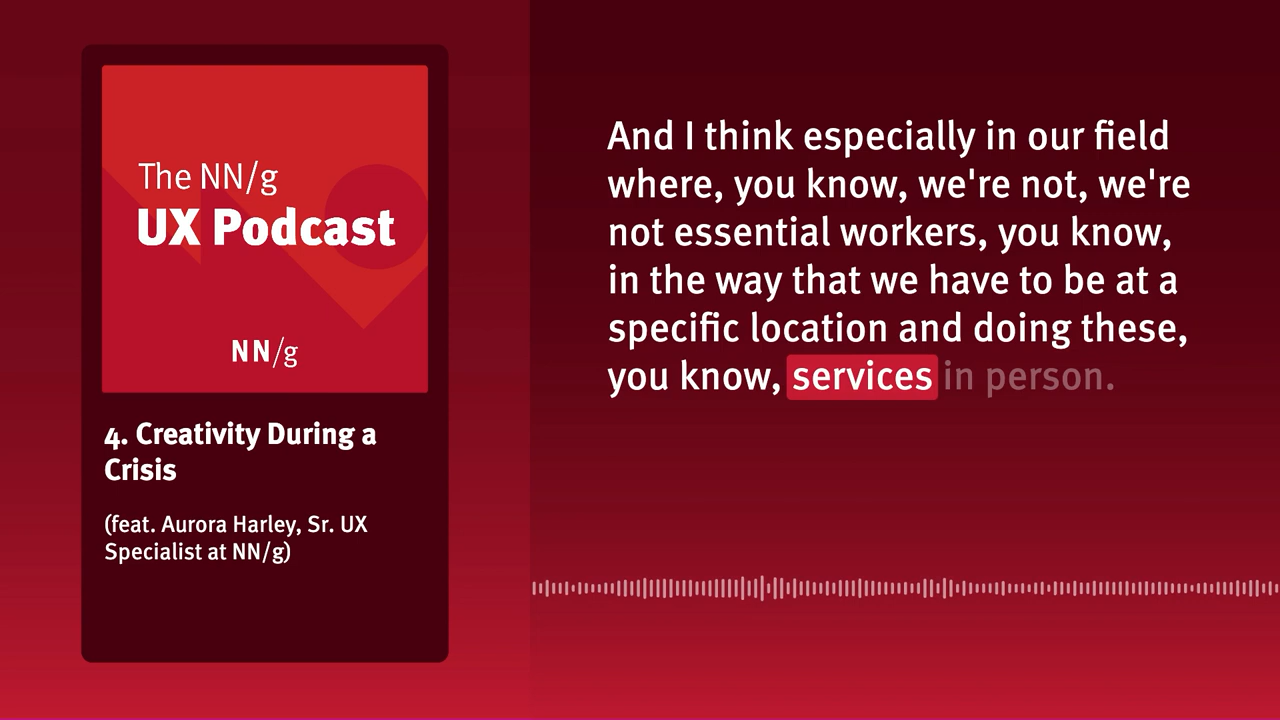 The NN/g
UX Podcast
NN/g
4. Creativity During a
Crisis
(feat. Aurora Harley, Sr. UX
Specialist at NN/g)
And I think especially in our field
where, you know, we're not, we're
not essential workers, you know,
in the way that we have to be at a
specific location and doing these,
you know, services in person.